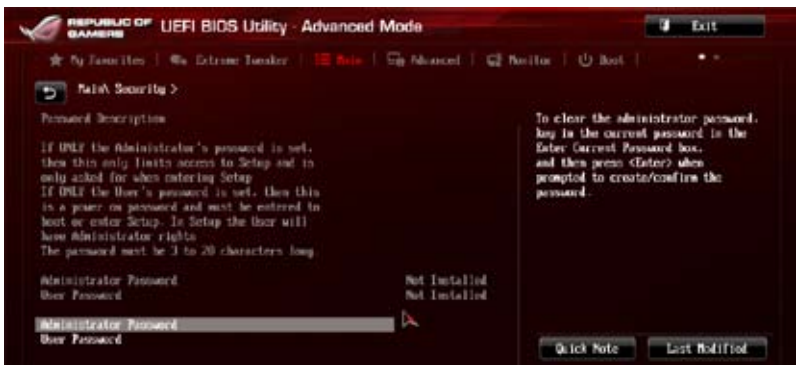 REPUBLIC OF GAMERS UEFI BIOS Utility - Advanced Mode
Exit
My Favorites | Extreme Tweaker | Main | Advanced | Monitor | Boot |
Main\ Security >
Password Description
If ONLY the Administrator's password is set,
then this only limits access to Setup and is
only asked for when entering Setup
If ONLY the User's password is set, then this
is a power on password and must be entered to
boot or enter Setup. In Setup the User will
have Administrator rights
The password must be 3 to 20 characters long
Administrator Password Not Installed
User Password Not Installed
Administrator Password
User Password
To clear the administrator password,
key in the current password in the
Enter Current Password box,
and then press <Enter> when
prompted to create/confirm the
password.
Quick Note
Last Modified